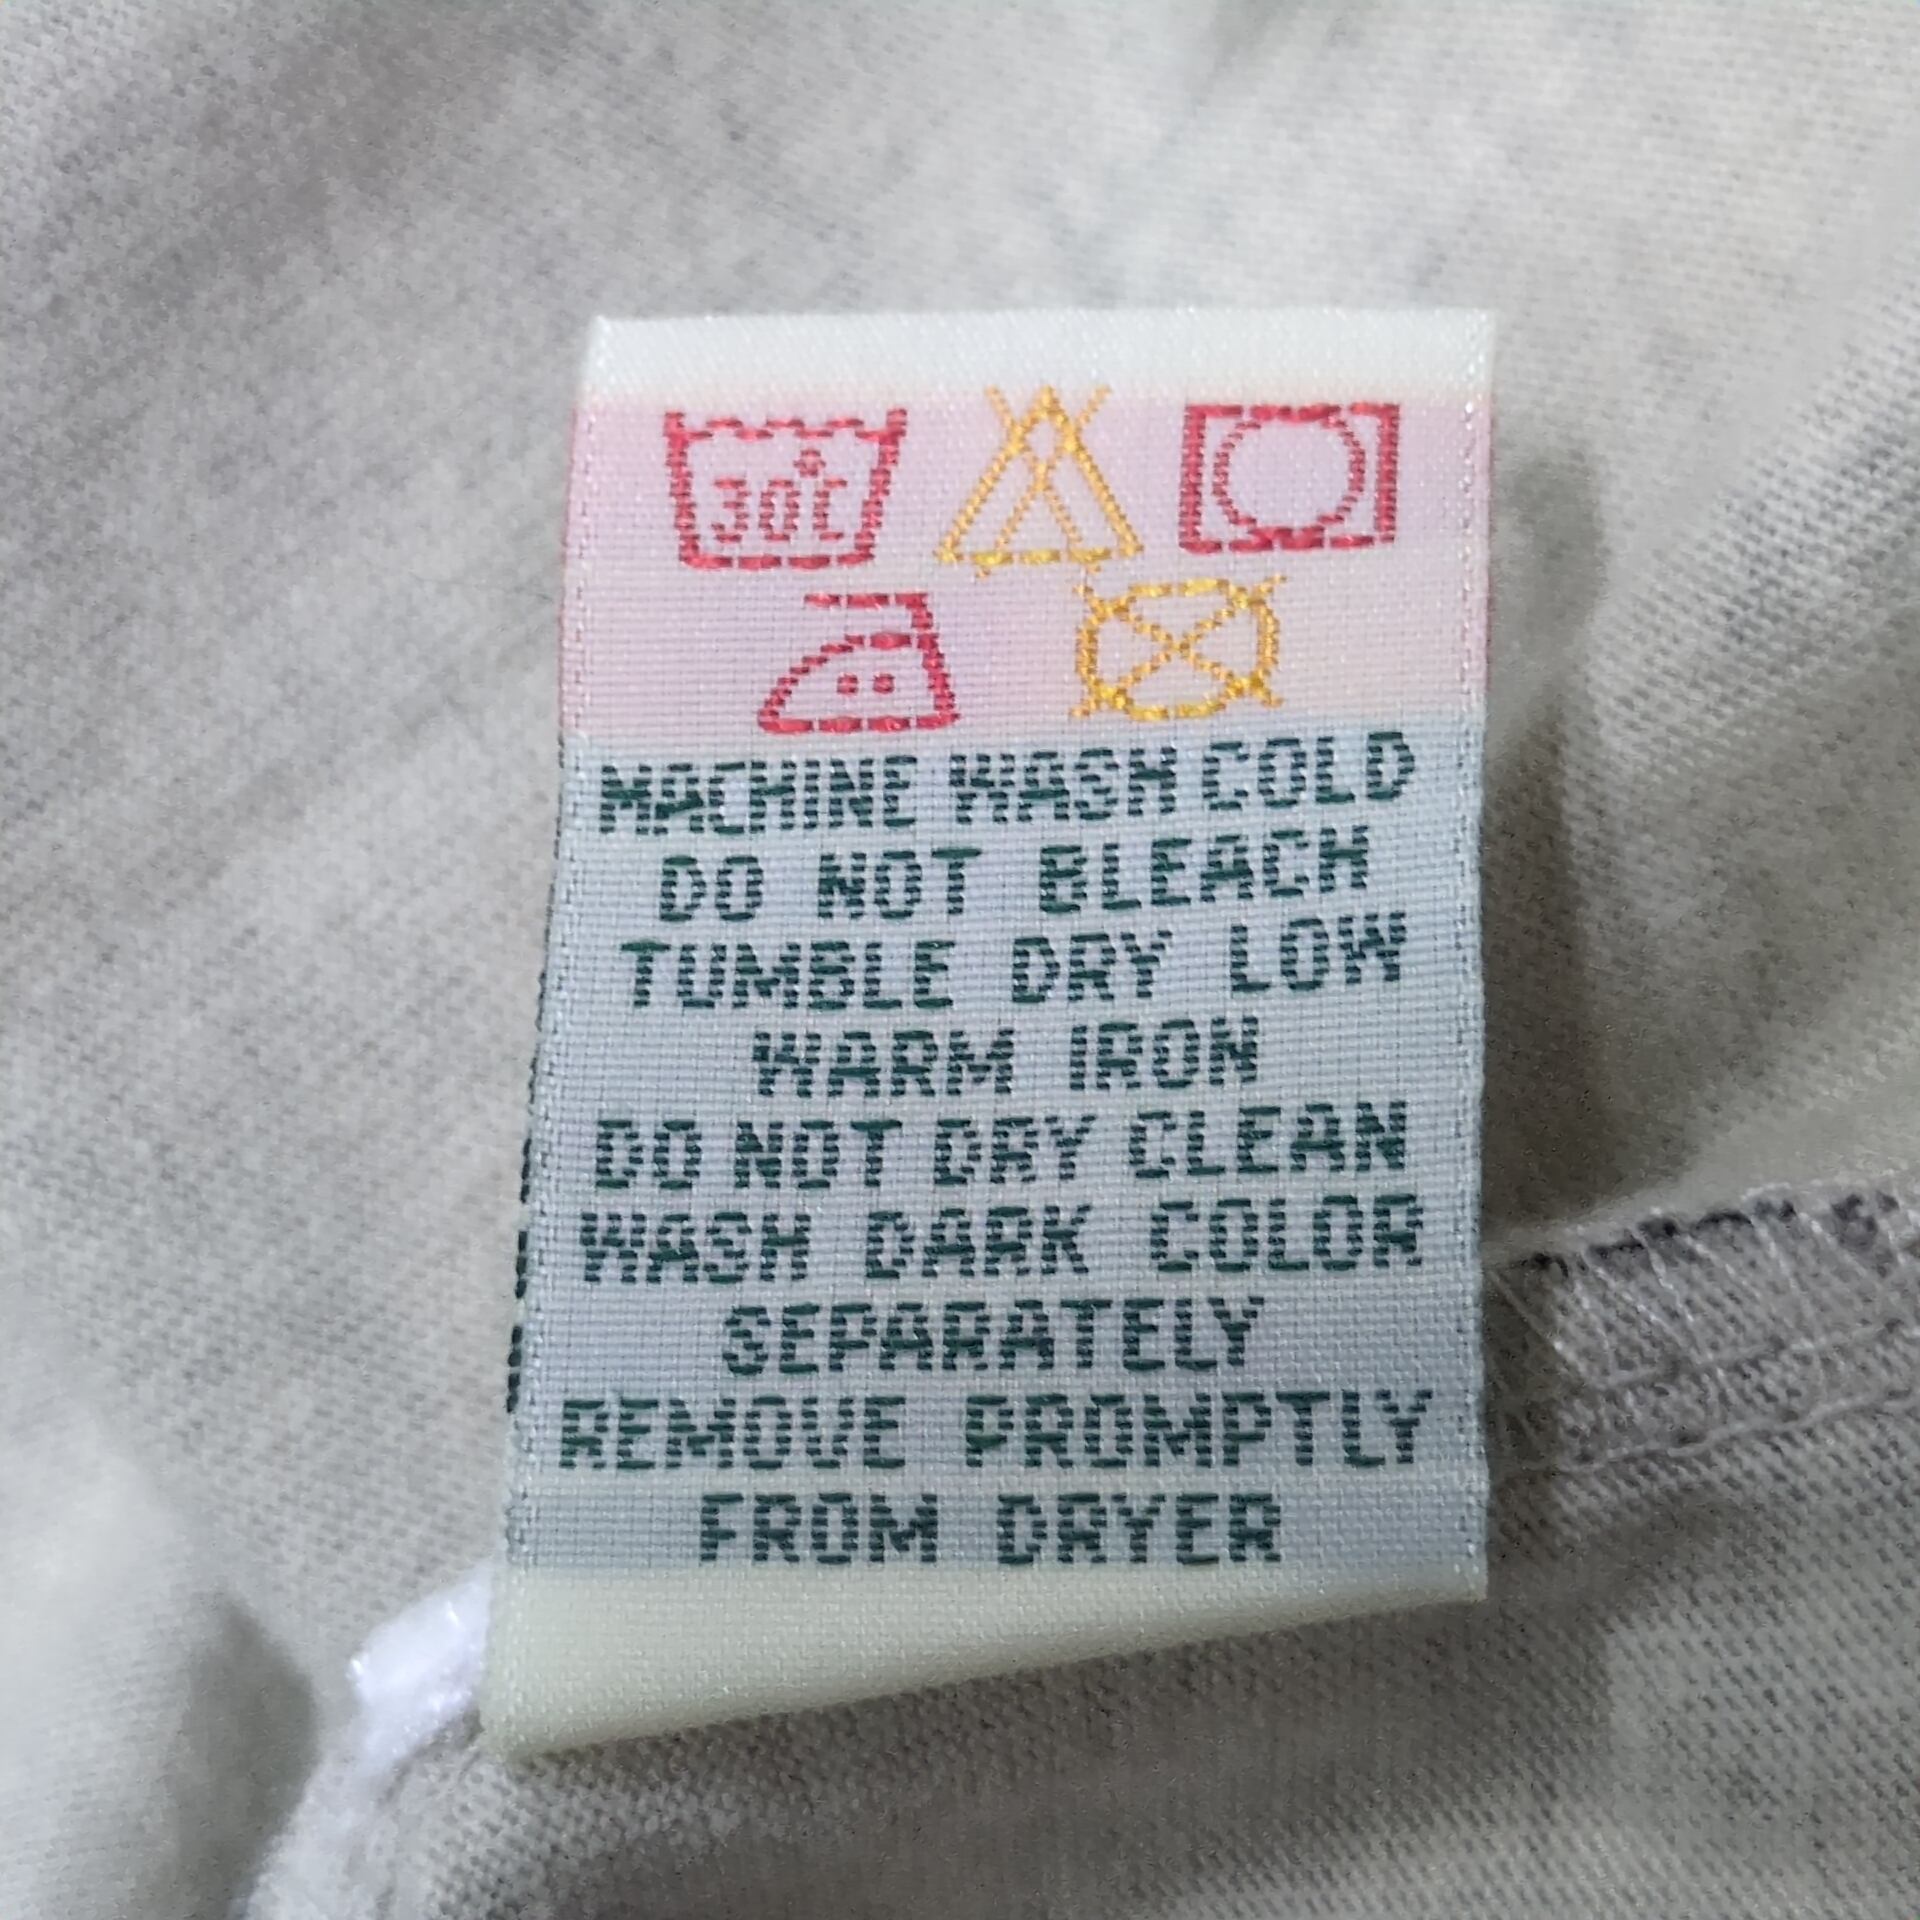 30°C
MACHINE WASH COLD
DO NOT BLEACH
TUMBLE DRY LOW
WARM IRON
DO NOT DRY CLEAN
WASH DARK COLOR
SEPARATELY
REMOVE PROMPTLY
FROM DRYER